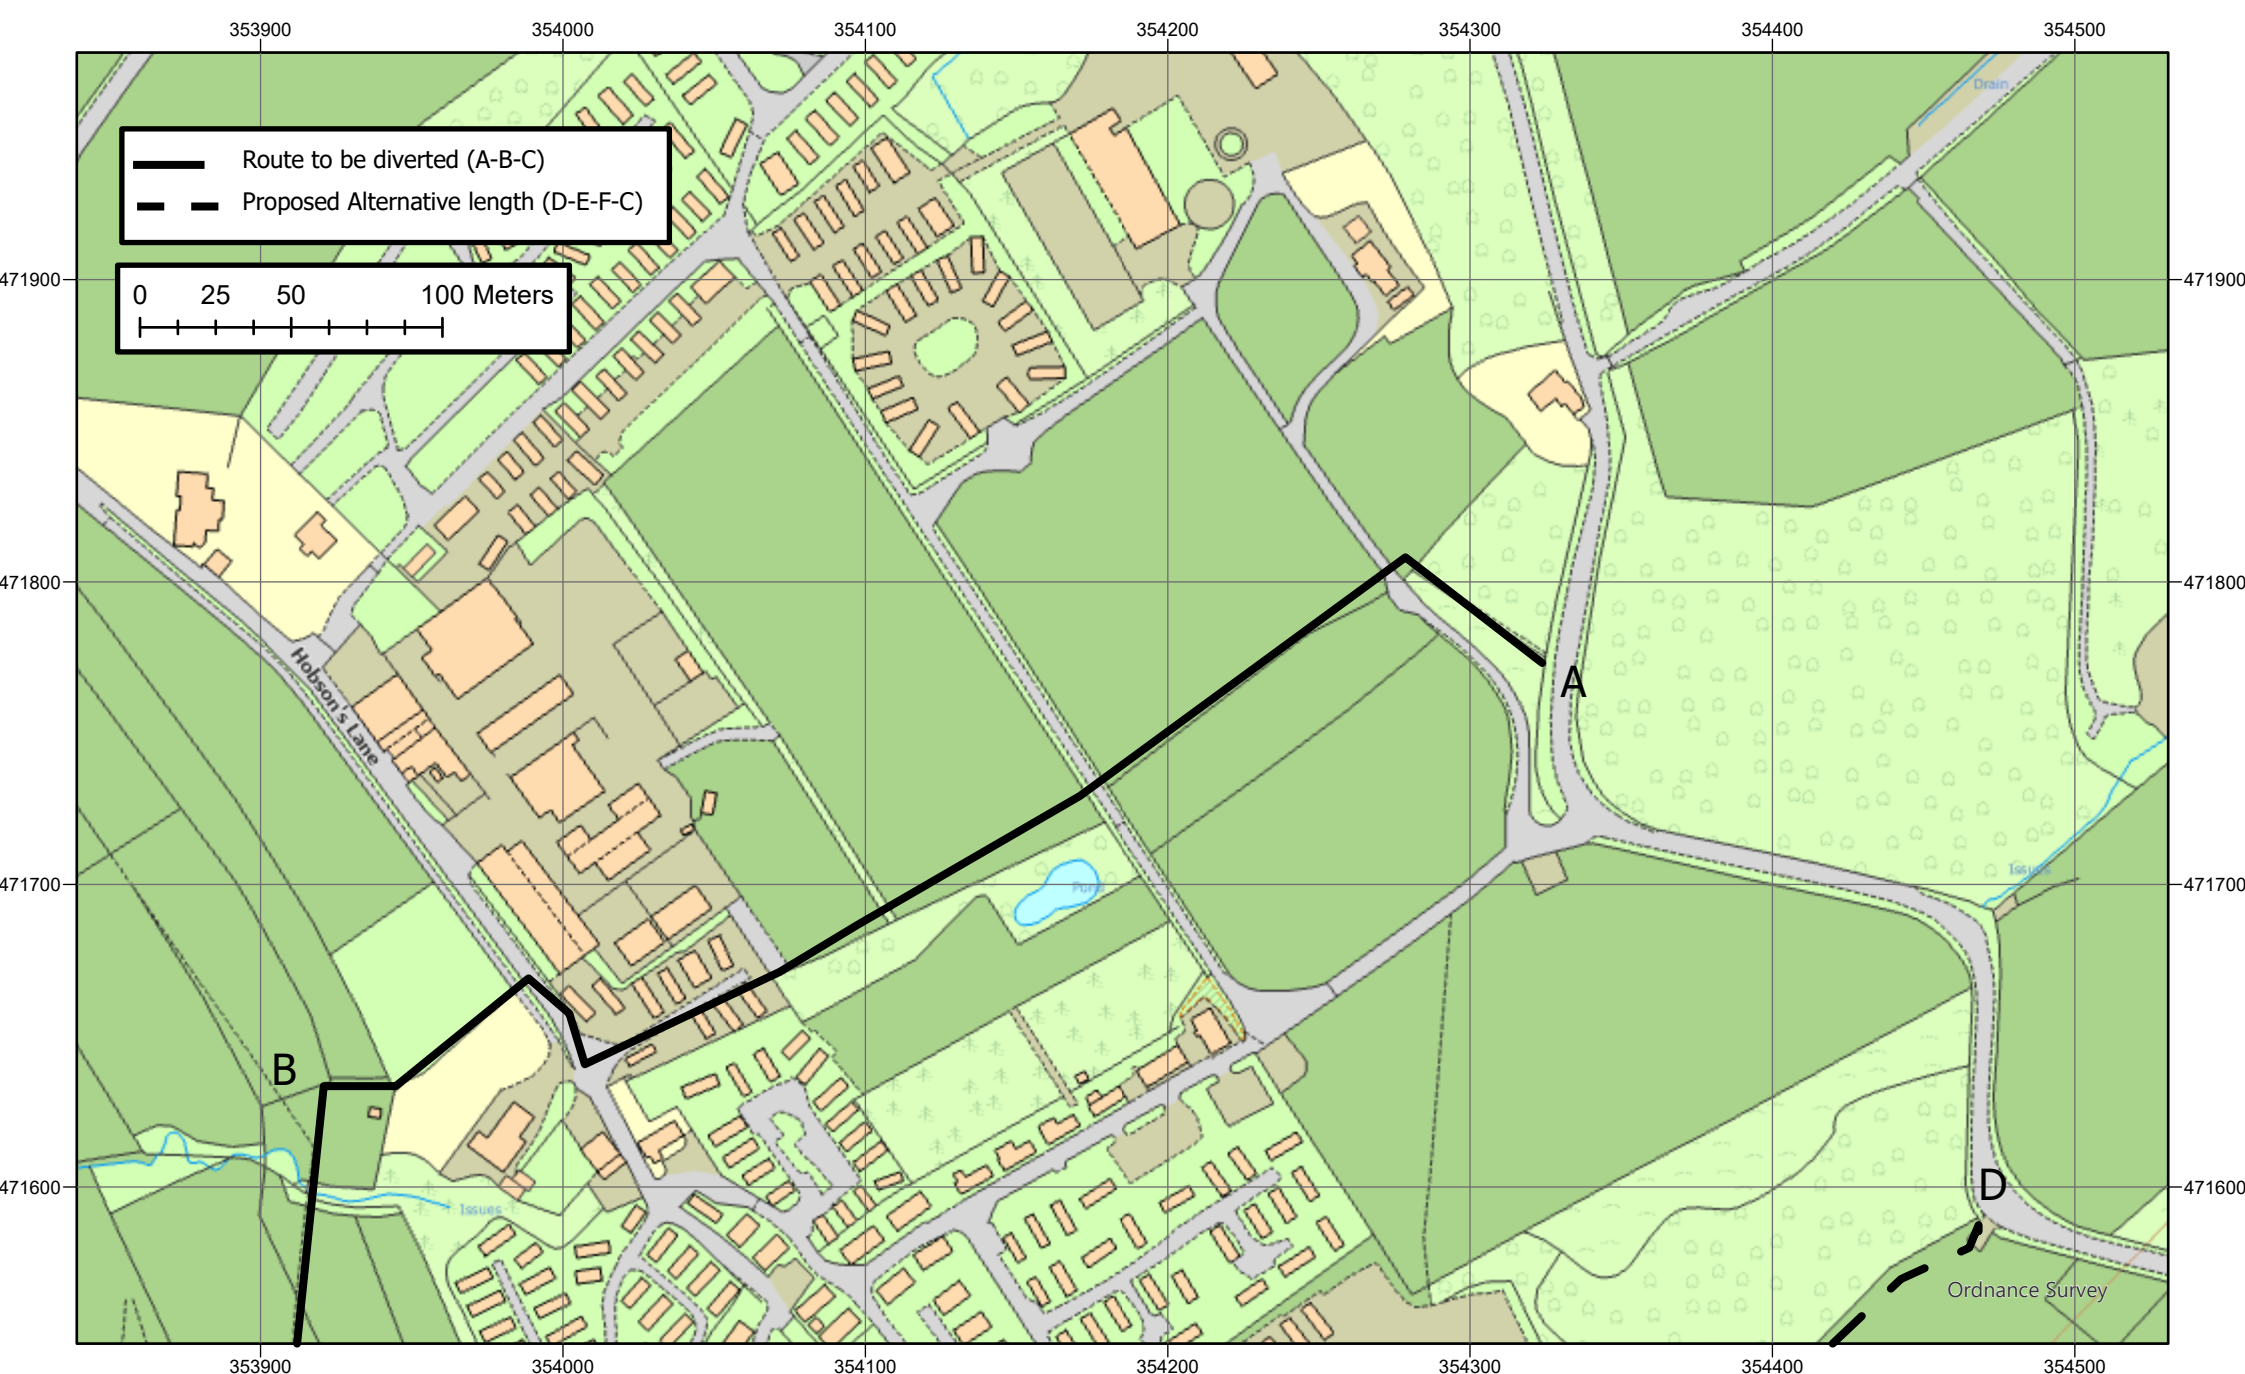 353900 354000 354100 354200 354300 354400 354500
Drain
Route to be diverted (A-B-C)
Proposed Alternative length (D-E-F-C)
471900 471900
0 25 50 100 Meters
471800 471800
Hobson's Lane
A
471700 Pond Issues 471700
B
471600 D 471600
Issues
Ordnance Survey
353900 354000 354100 354200 354300 354400 354500